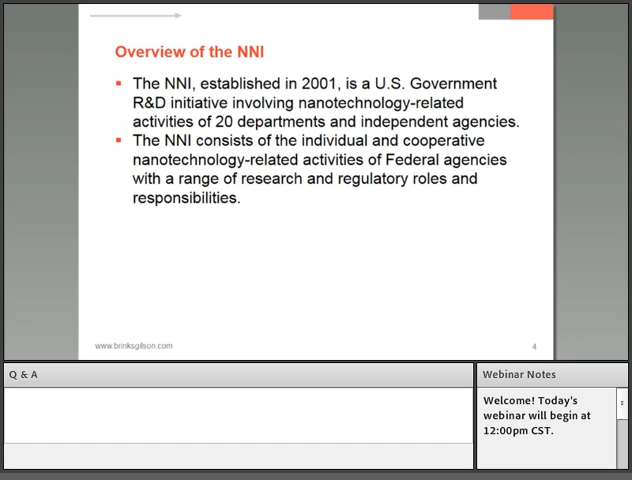 Overview of the NNI
▪ The NNI, established in 2001, is a U.S. Government
R&D initiative involving nanotechnology-related
activities of 20 departments and independent agencies.
▪ The NNI consists of the individual and cooperative
nanotechnology-related activities of Federal agencies
with a range of research and regulatory roles and
responsibilities.
www.brinksgilson.com
4
Q & A
Webinar Notes
Welcome! Today's
webinar will begin at
12:00pm CST.